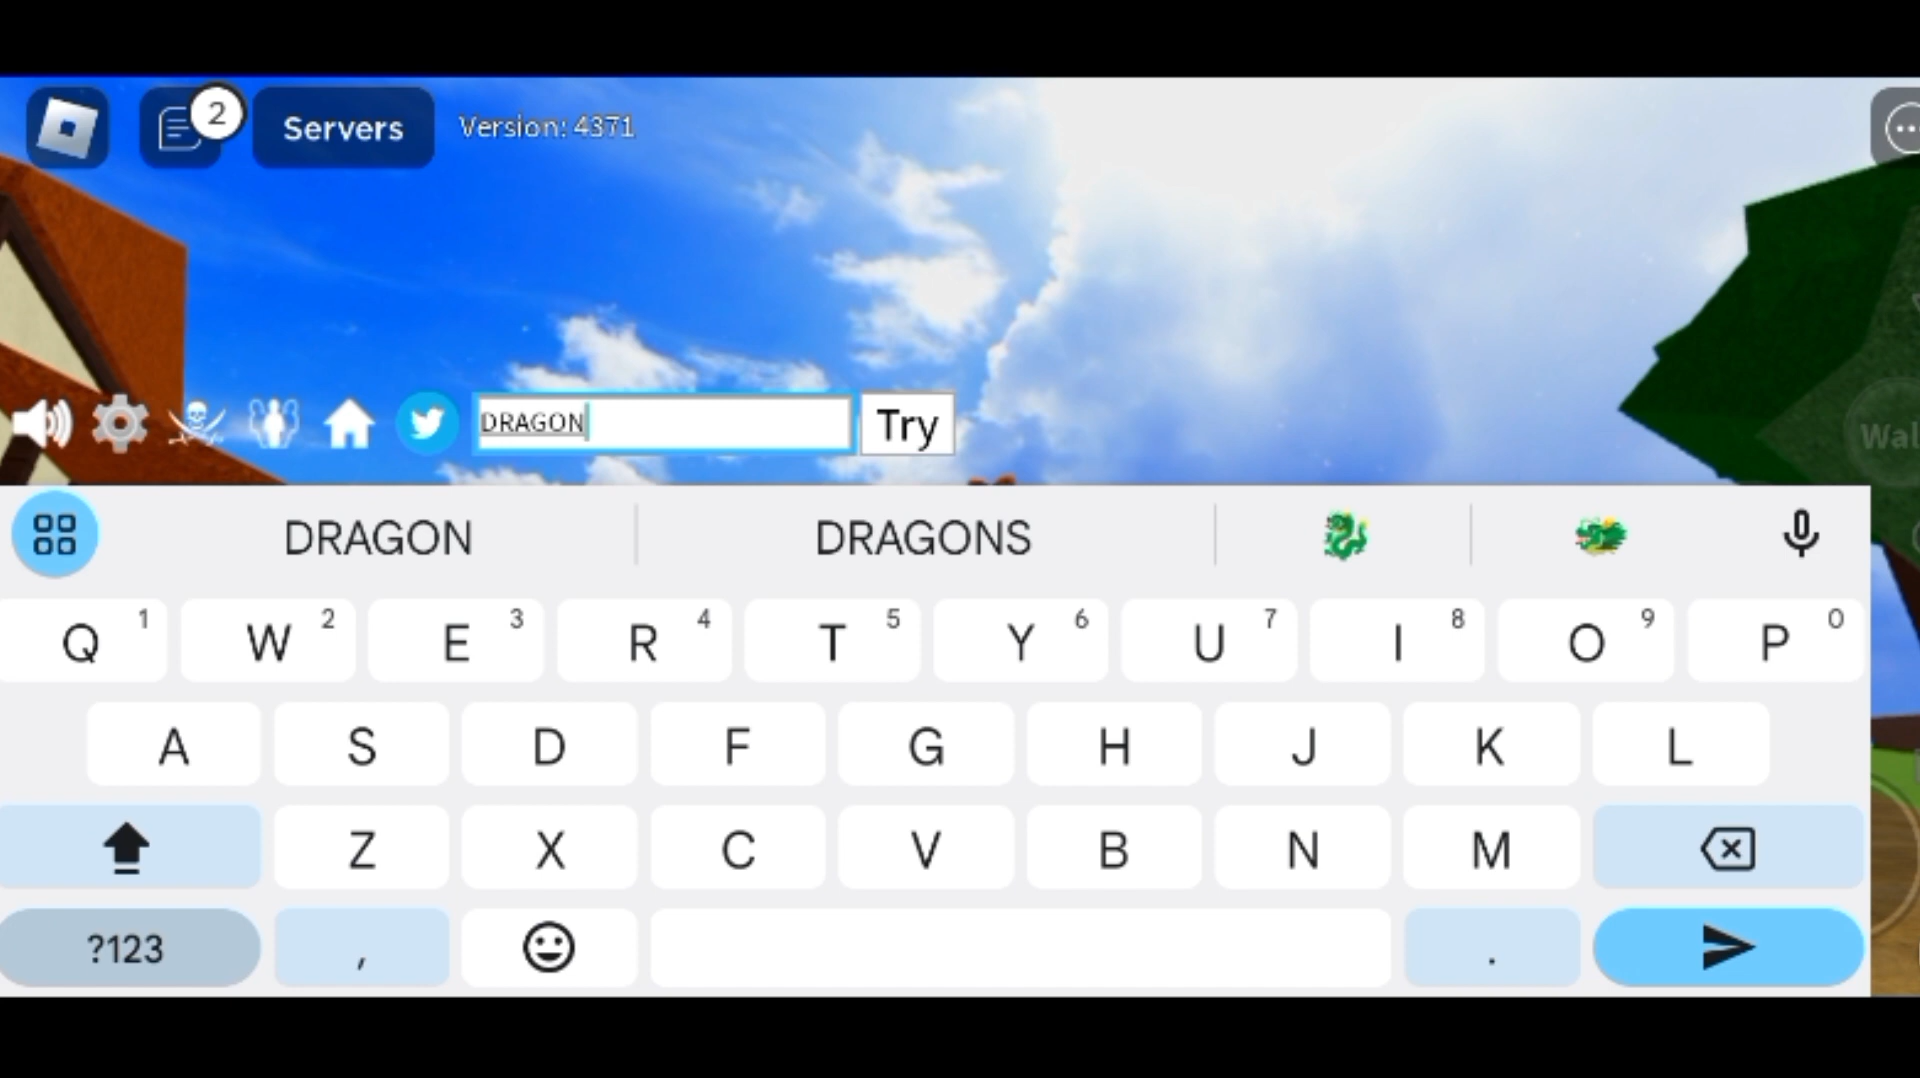 2
Servers
Version: 4371
DRAGON
Try
Wal
DRAGON DRAGONS
Q 1 W 2 E 3 R 4 T 5 Y 6 U 7 I 8 O 9 P 0
A S D F G H J K L
Z X C V B N M
?123 , .